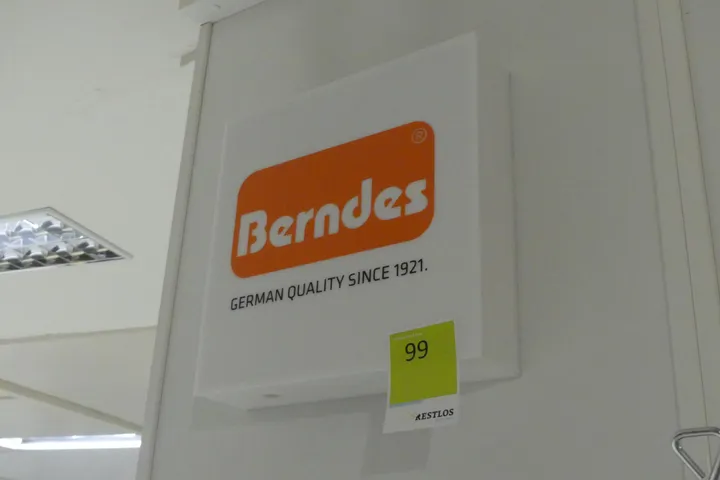 Berndes ®
GERMAN QUALITY SINCE 1921.
99
RESTLOS